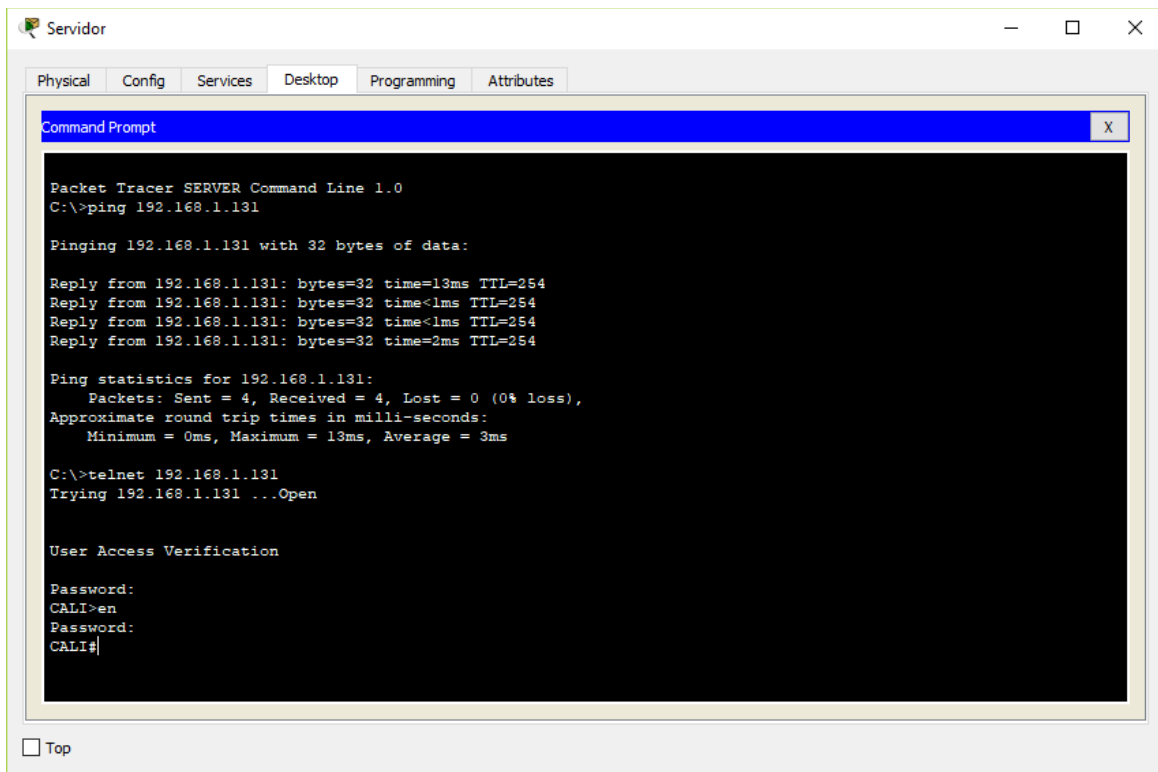 Servidor
Physical Config Services Desktop Programming Attributes
Command Prompt X
Packet Tracer SERVER Command Line 1.0
C:\>ping 192.168.1.131
Pinging 192.168.1.131 with 32 bytes of data:
Reply from 192.168.1.131: bytes=32 time=13ms TTL=254
Reply from 192.168.1.131: bytes=32 time<1ms TTL=254
Reply from 192.168.1.131: bytes=32 time<1ms TTL=254
Reply from 192.168.1.131: bytes=32 time=2ms TTL=254
Ping statistics for 192.168.1.131:
Packets: Sent = 4, Received = 4, Lost = 0 (0% loss),
Approximate round trip times in milli-seconds:
Minimum = 0ms, Maximum = 13ms, Average = 3ms
C:\>telnet 192.168.1.131
Trying 192.168.1.131 ...Open
User Access Verification
Password:
CALI>en
Password:
CALI#
Top